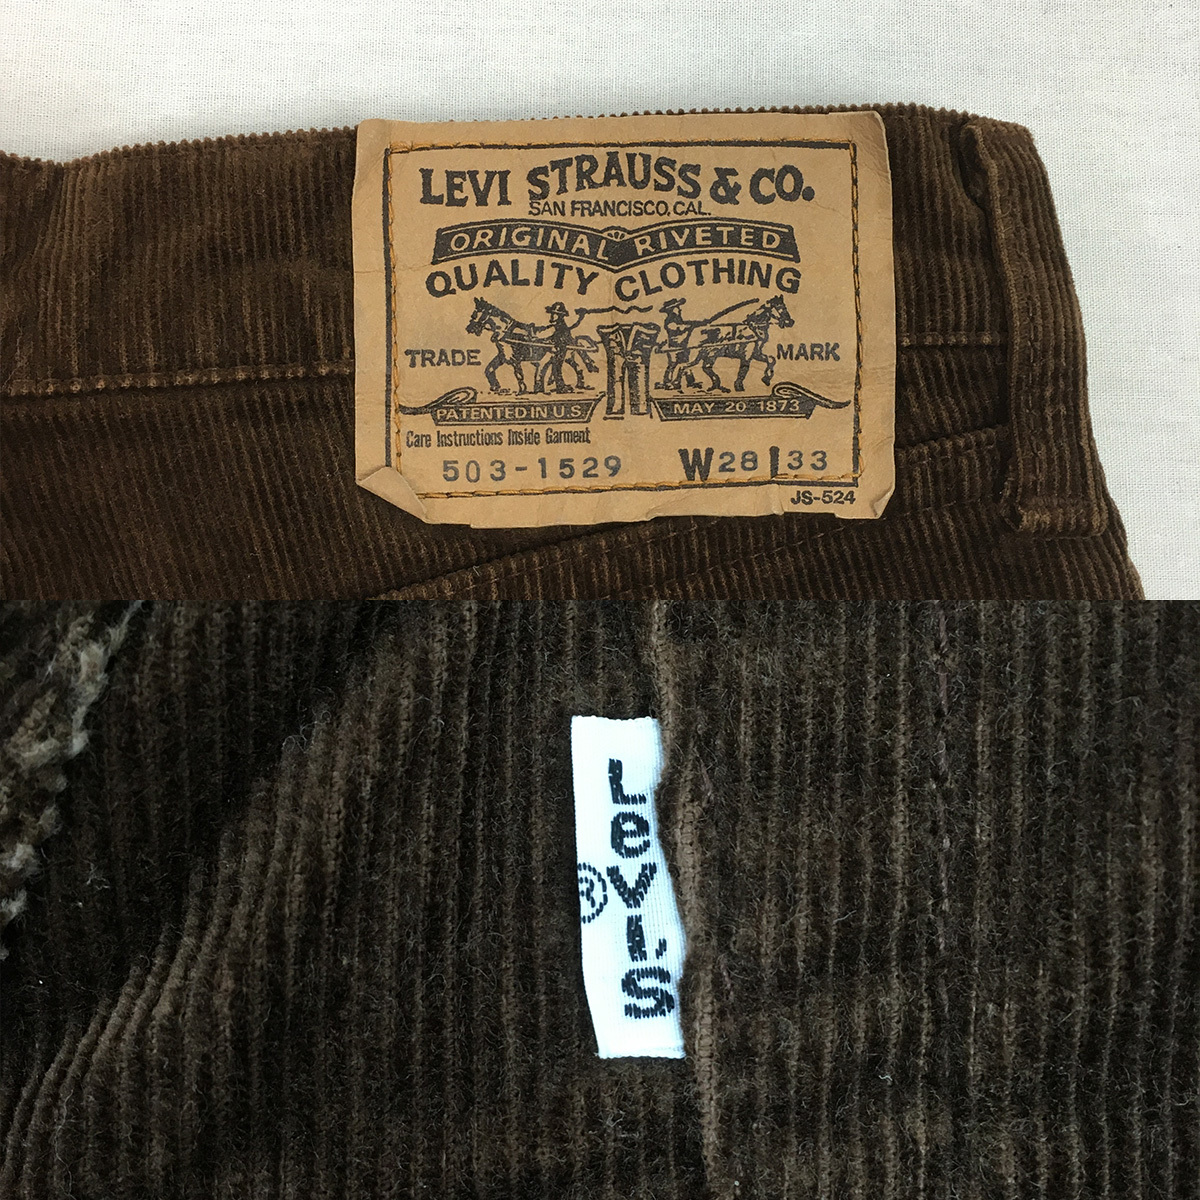 LEVI STRAUSS & CO.
SAN FRANCISCO, CAL.
ORIGINAL RIVETED
QUALITY CLOTHING
TRADE MARK
PATENTED IN U.S. MAY 20 1873
Care Instructions Inside Garment
503-1529 W28 L33
JS-524
LeVI'S
®